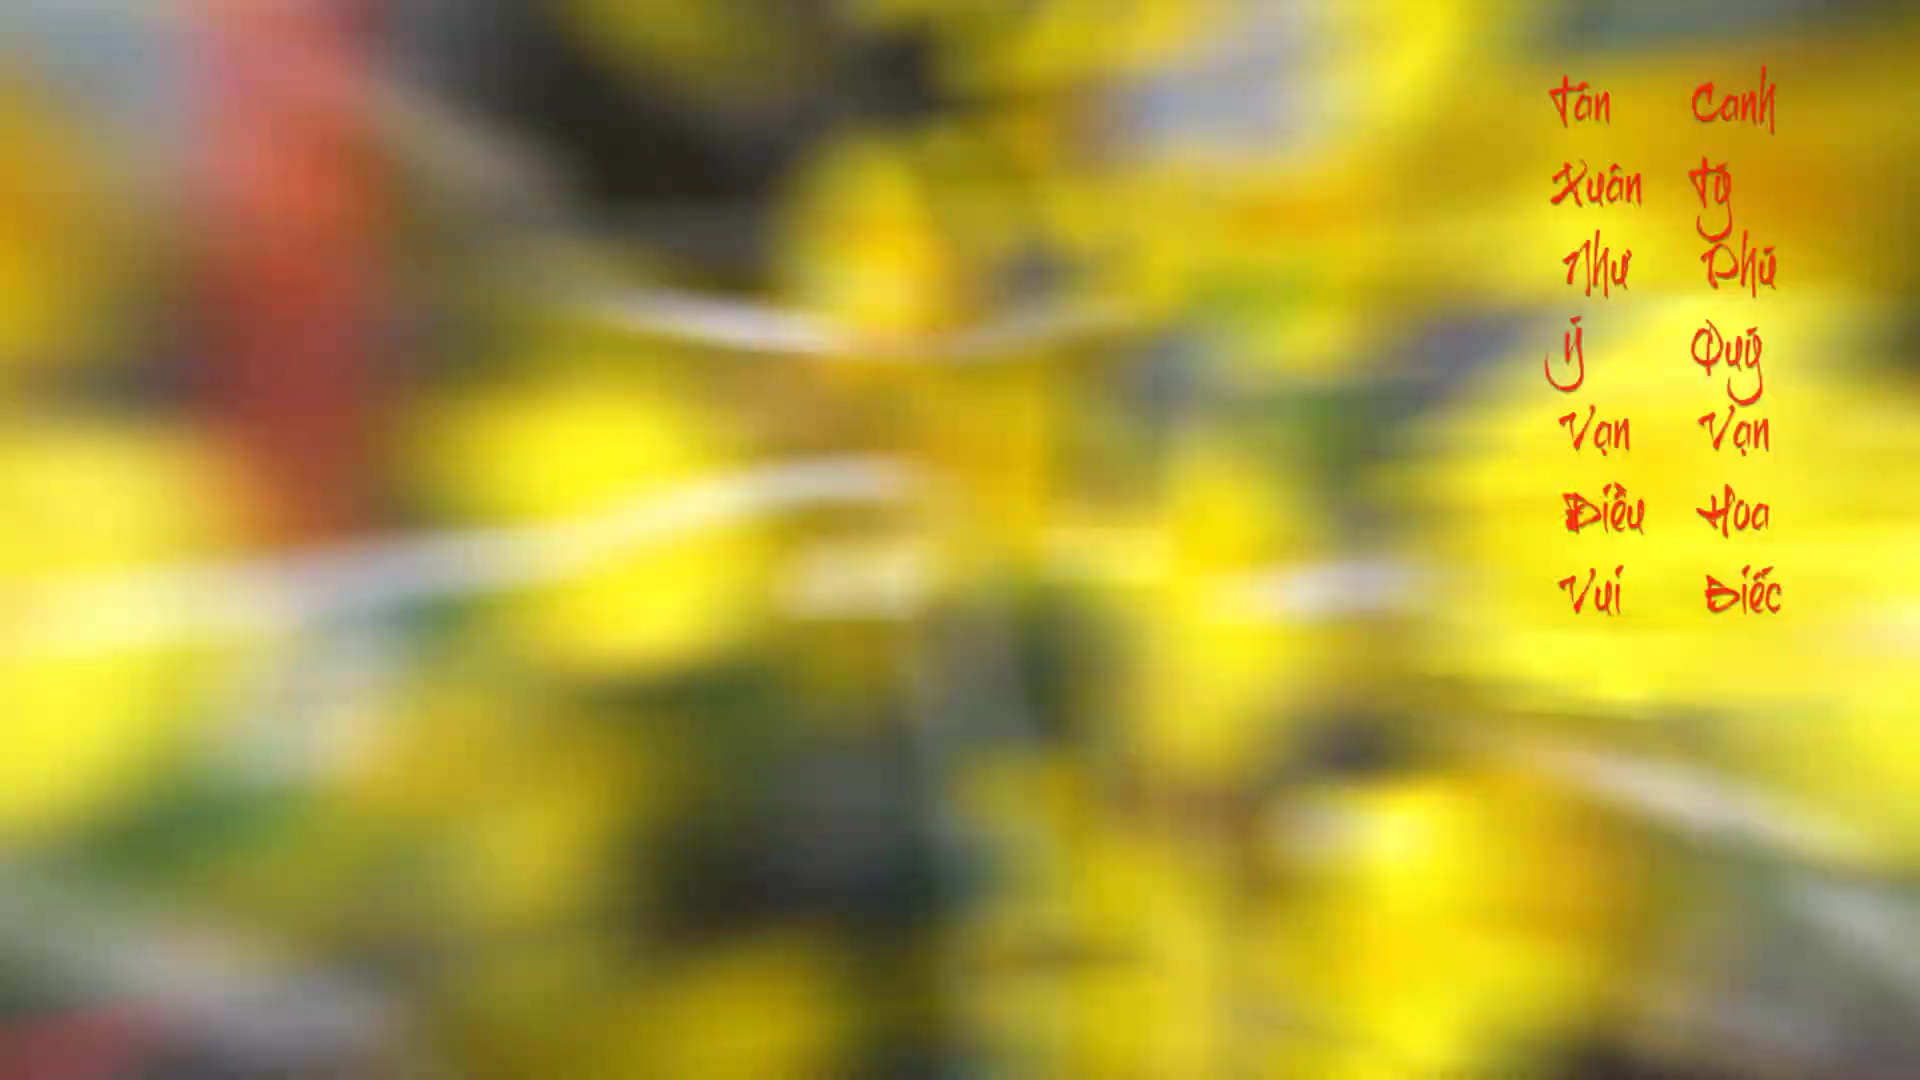 Tân Xuân Như Ý Vạn Điều Vui
Canh Tý Phú Quý Vạn Hoa Biếc